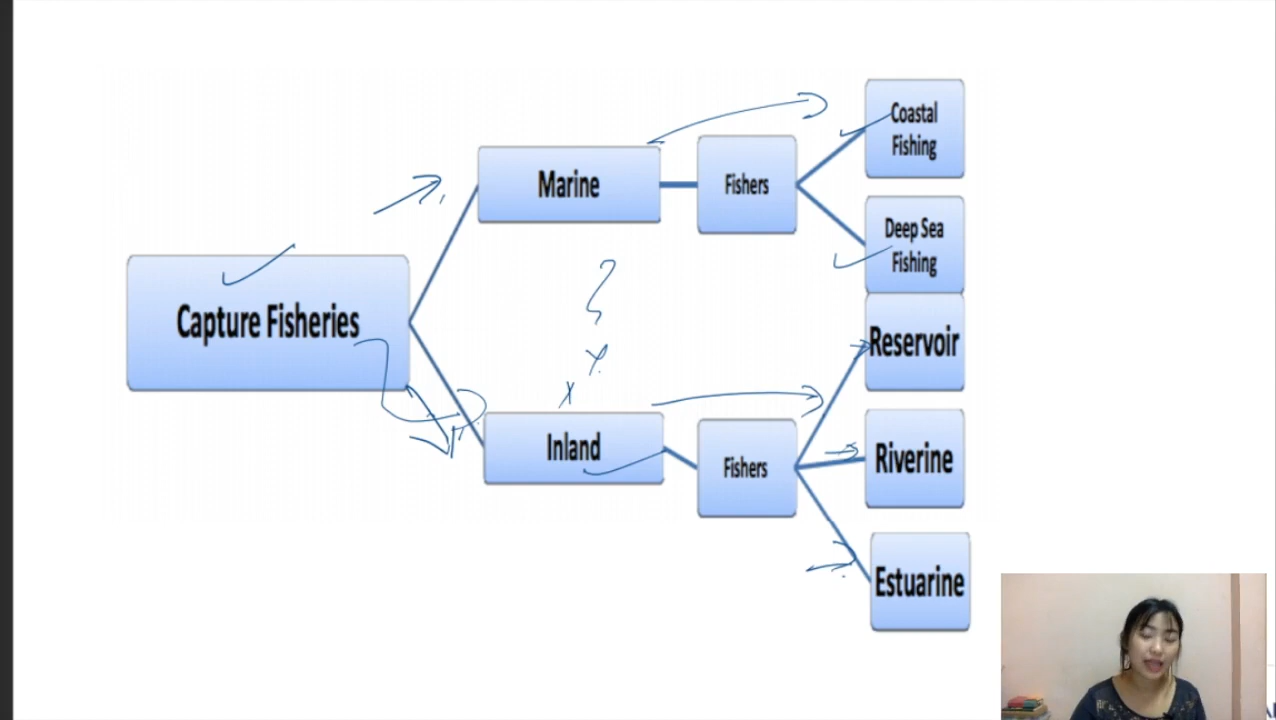 Capture Fisheries
Marine
Fishers
Coastal
Fishing
Deep Sea
Fishing
Inland
Fishers
Reservoir
Riverine
Estuarine